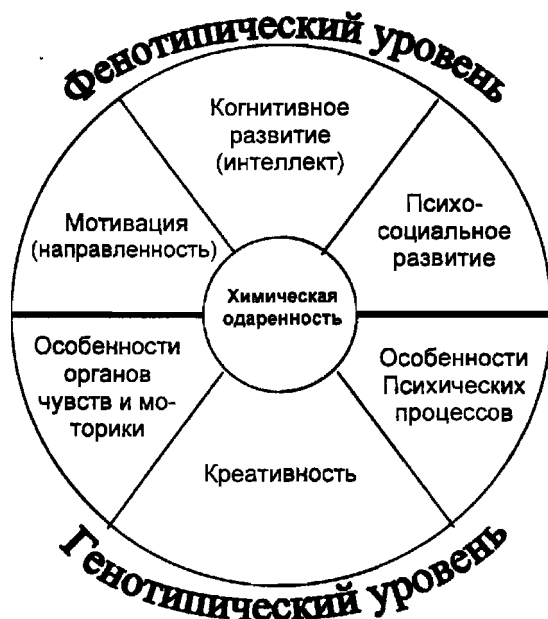 Фенотипический уровень
Когнитивное
развитие
(интеллект)
Мотивация
(направленность)
Психо-
социальное
развитие
Химическая
одаренность
Особенности
органов
чувств и мо-
торики
Особенности
Психических
процессов
Креативность
Генотипический уровень